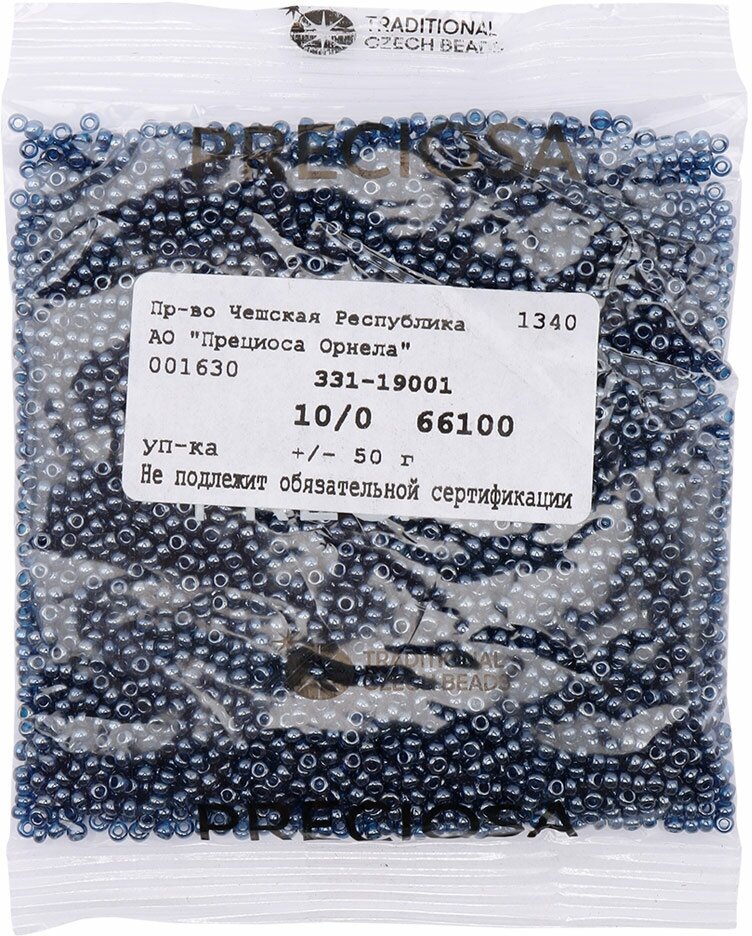 TRADITIONAL
CZECH BEADS
PRECIOSA
Пр-во Чешская Республика 1340
АО "Прециоса Орнела"
001630 331-19001
10/0 66100
уп-ка +/- 50 г
Не подлежит обязательной сертификации
TRADITIONAL
CZECH BEADS
PRECIOSA